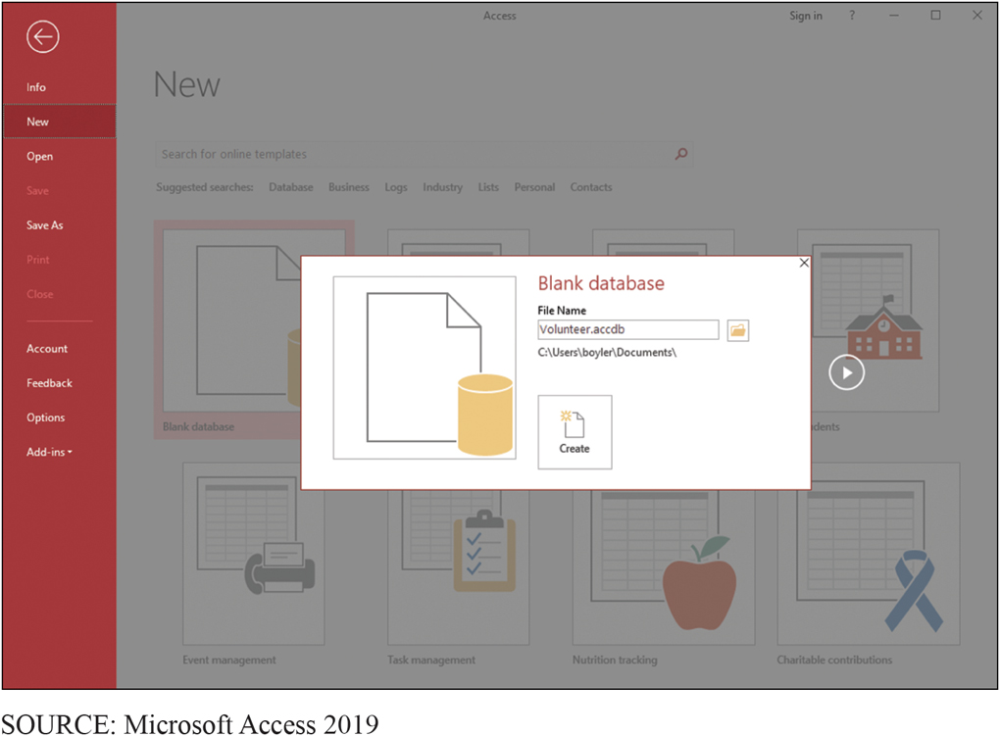 Access
Sign in ?
Info
New
Open
Save
Save As
Print
Close
Account
Feedback
Options
Add-ins
New
Search for online templates
Suggested searches: Database Business Logs Industry Lists Personal Contacts
Blank database
Blank database
File Name
Volunteer.accdb
C:\Users\boyler\Documents\
Create
Event management
Task management
Nutrition tracking
Charitable contributions
SOURCE: Microsoft Access 2019